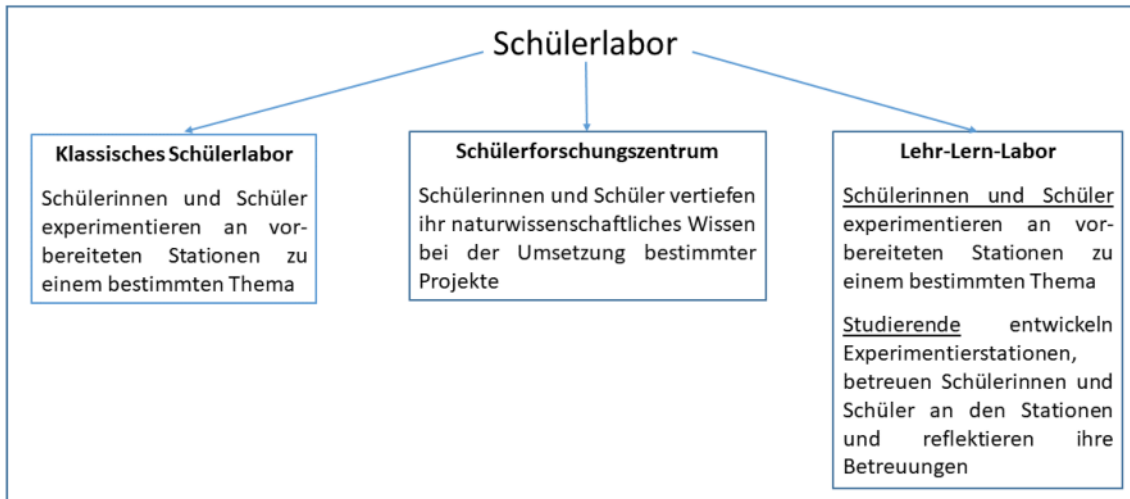 Schülerlabor
Klassisches Schülerlabor
Schülerinnen und Schüler
experimentieren an vor-
bereiteten Stationen zu
einem bestimmten Thema
Schülerforschungszentrum
Schülerinnen und Schüler vertiefen
ihr naturwissenschaftliches Wissen
bei der Umsetzung bestimmter
Projekte
Lehr-Lern-Labor
Schülerinnen und Schüler
experimentieren an vor-
bereiteten Stationen zu
einem bestimmten Thema
Studierende entwickeln
Experimentierstationen,
betreuen Schülerinnen und
Schüler an den Stationen
und reflektieren ihre
Betreuungen